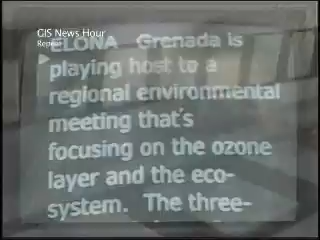 GIS News Hour
Repeat
ELONA Grenada is
playing host to a
regional environmental
meeting that's
focusing on the ozone
layer and the eco-
system. The three-